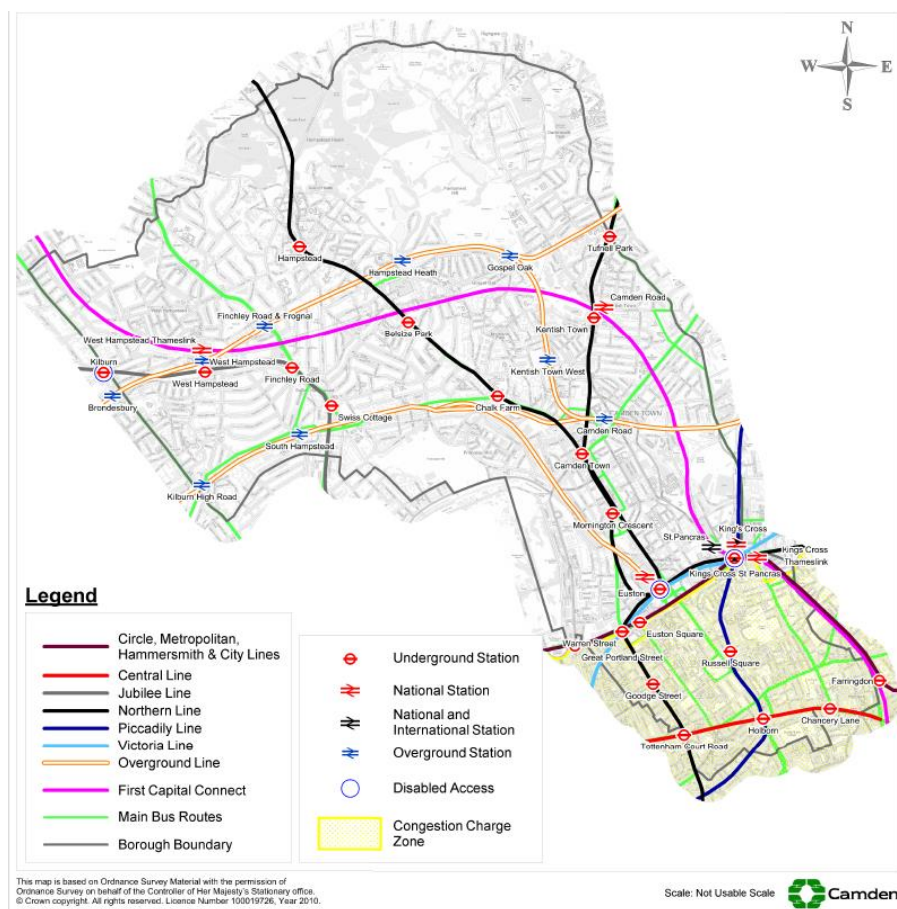 N
W E
S
Tufnell Park
Hampstead
Hampstead Heath
Gospel Oak
Camden Road
Finchley Road & Frognal
Kentish Town
Belsize Park
West Hampstead Thameslink
Kilburn
West Hampstead
West Hampstead
Finchley Road
Kentish Town West
Brondesbury
Swiss Cottage
Chalk Farm
CAMDEN TOWN
Camden Road
South Hampstead
Camden Town
Kilburn High Road
Mornington Crescent
King's Cross
St.Pancras
Kings Cross
Thameslink
Kings Cross St Pancras
Euston
Warren Street
Euston Square
Great Portland Street
Russell Square
Goodge Street
Farringdon
Chancery Lane
Holborn
Tottenham Court Road
Legend
Circle, Metropolitan,
Hammersmith & City Lines
Central Line
Jubilee Line
Northern Line
Piccadily Line
Victoria Line
Overground Line
First Capital Connect
Main Bus Routes
Borough Boundary
Underground Station
National Station
National and
International Station
Overground Station
Disabled Access
Congestion Charge
Zone
This map is based on Ordnance Survey Material with the permission of
Ordnance Survey on behalf of the Controller of Her Majesty's Stationary office.
© Crown copyright. All rights reserved. Licence Number 100019726, Year 2010.
Scale: Not Usable Scale
Camden